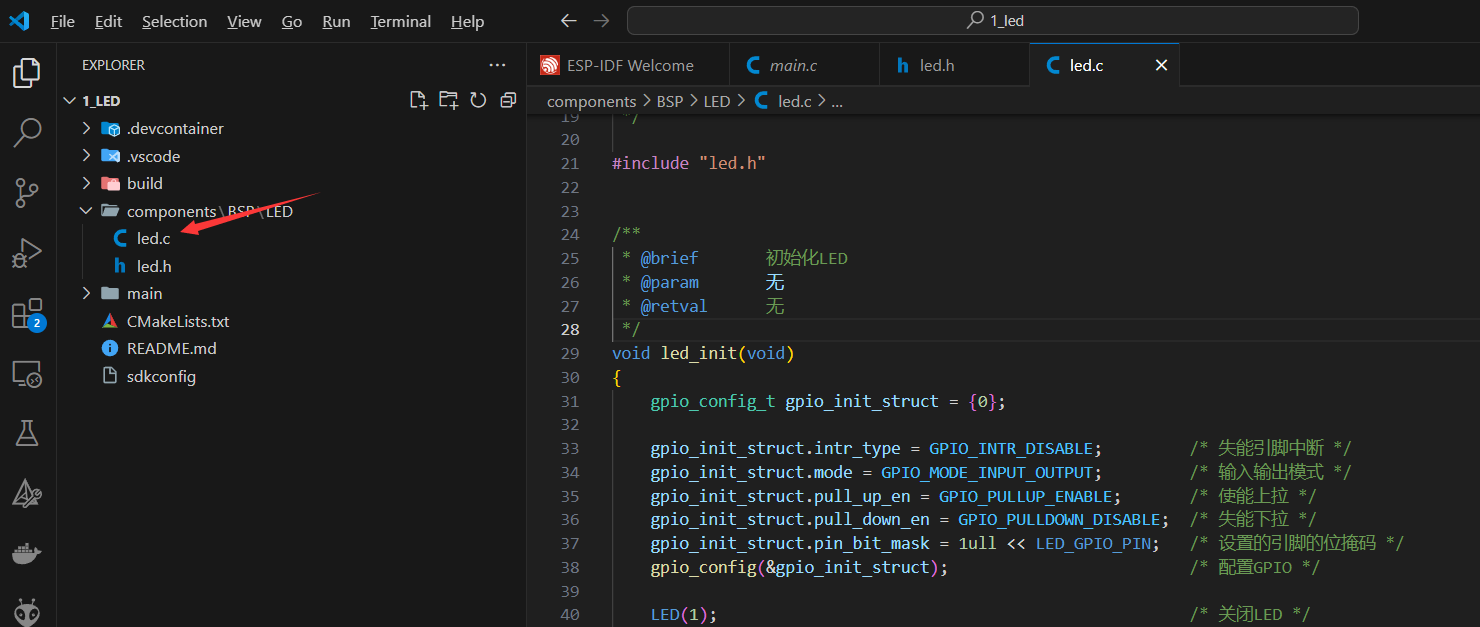 File Edit Selection View Go Run Terminal Help
1_led
EXPLORER
1_LED
.devcontainer
.vscode
build
components\BSP\LED
led.c
led.h
main
CMakeLists.txt
README.md
sdkconfig
2
ESP-IDF Welcome
main.c
led.h
led.c
components > BSP > LED > led.c > ...
19 */
20
21 #include "led.h"
22
23
24 /**
25 * @brief 初始化LED
26 * @param 无
27 * @retval 无
28 */
29 void led_init(void)
30 {
31 gpio_config_t gpio_init_struct = {0};
32
33 gpio_init_struct.intr_type = GPIO_INTR_DISABLE; /* 失能引脚中断 */
34 gpio_init_struct.mode = GPIO_MODE_INPUT_OUTPUT; /* 输入输出模式 */
35 gpio_init_struct.pull_up_en = GPIO_PULLUP_ENABLE; /* 使能上拉 */
36 gpio_init_struct.pull_down_en = GPIO_PULLDOWN_DISABLE; /* 失能下拉 */
37 gpio_init_struct.pin_bit_mask = 1ull << LED_GPIO_PIN; /* 设置的引脚的位掩码 */
38 gpio_config(&gpio_init_struct); /* 配置GPIO */
39
40 LED(1); /* 关闭LED */